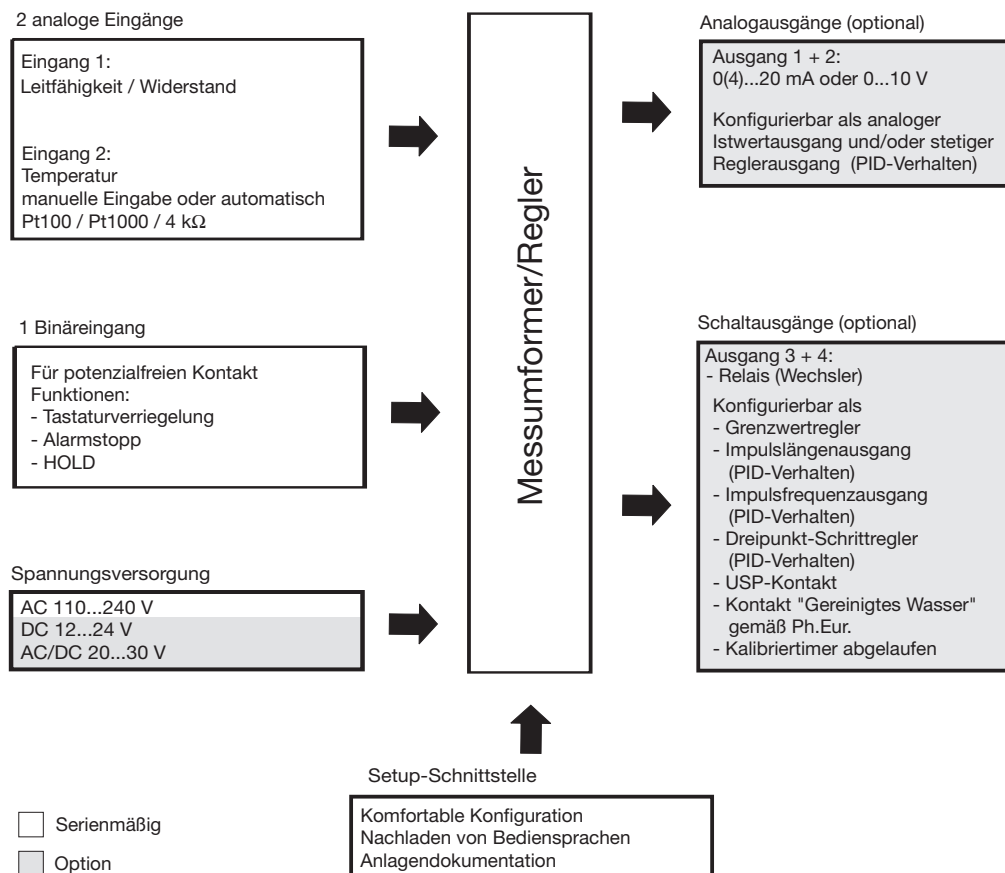 2 analoge Eingänge
Eingang 1:
Leitfähigkeit / Widerstand
Eingang 2:
Temperatur
manuelle Eingabe oder automatisch
Pt100 / Pt1000 / 4 kΩ
1 Binäreingang
Für potenzialfreien Kontakt
Funktionen:
- Tastaturverriegelung
- Alarmstopp
- HOLD
Spannungsversorgung
AC 110...240 V
DC 12...24 V
AC/DC 20...30 V
Messumformer/Regler
Analogausgänge (optional)
Ausgang 1 + 2:
0(4)...20 mA oder 0...10 V
Konfigurierbar als analoger
Istwertausgang und/oder stetiger
Reglerausgang (PID-Verhalten)
Schaltausgänge (optional)
Ausgang 3 + 4:
- Relais (Wechsler)
Konfigurierbar als
- Grenzwertregler
- Impulslängenausgang
(PID-Verhalten)
- Impulsfrequenzausgang
(PID-Verhalten)
- Dreipunkt-Schrittregler
(PID-Verhalten)
- USP-Kontakt
- Kontakt "Gereinigtes Wasser"
gemäß Ph.Eur.
- Kalibriertimer abgelaufen
Setup-Schnittstelle
Komfortable Konfiguration
Nachladen von Bediensprachen
Anlagendokumentation
Serienmäßig
Option